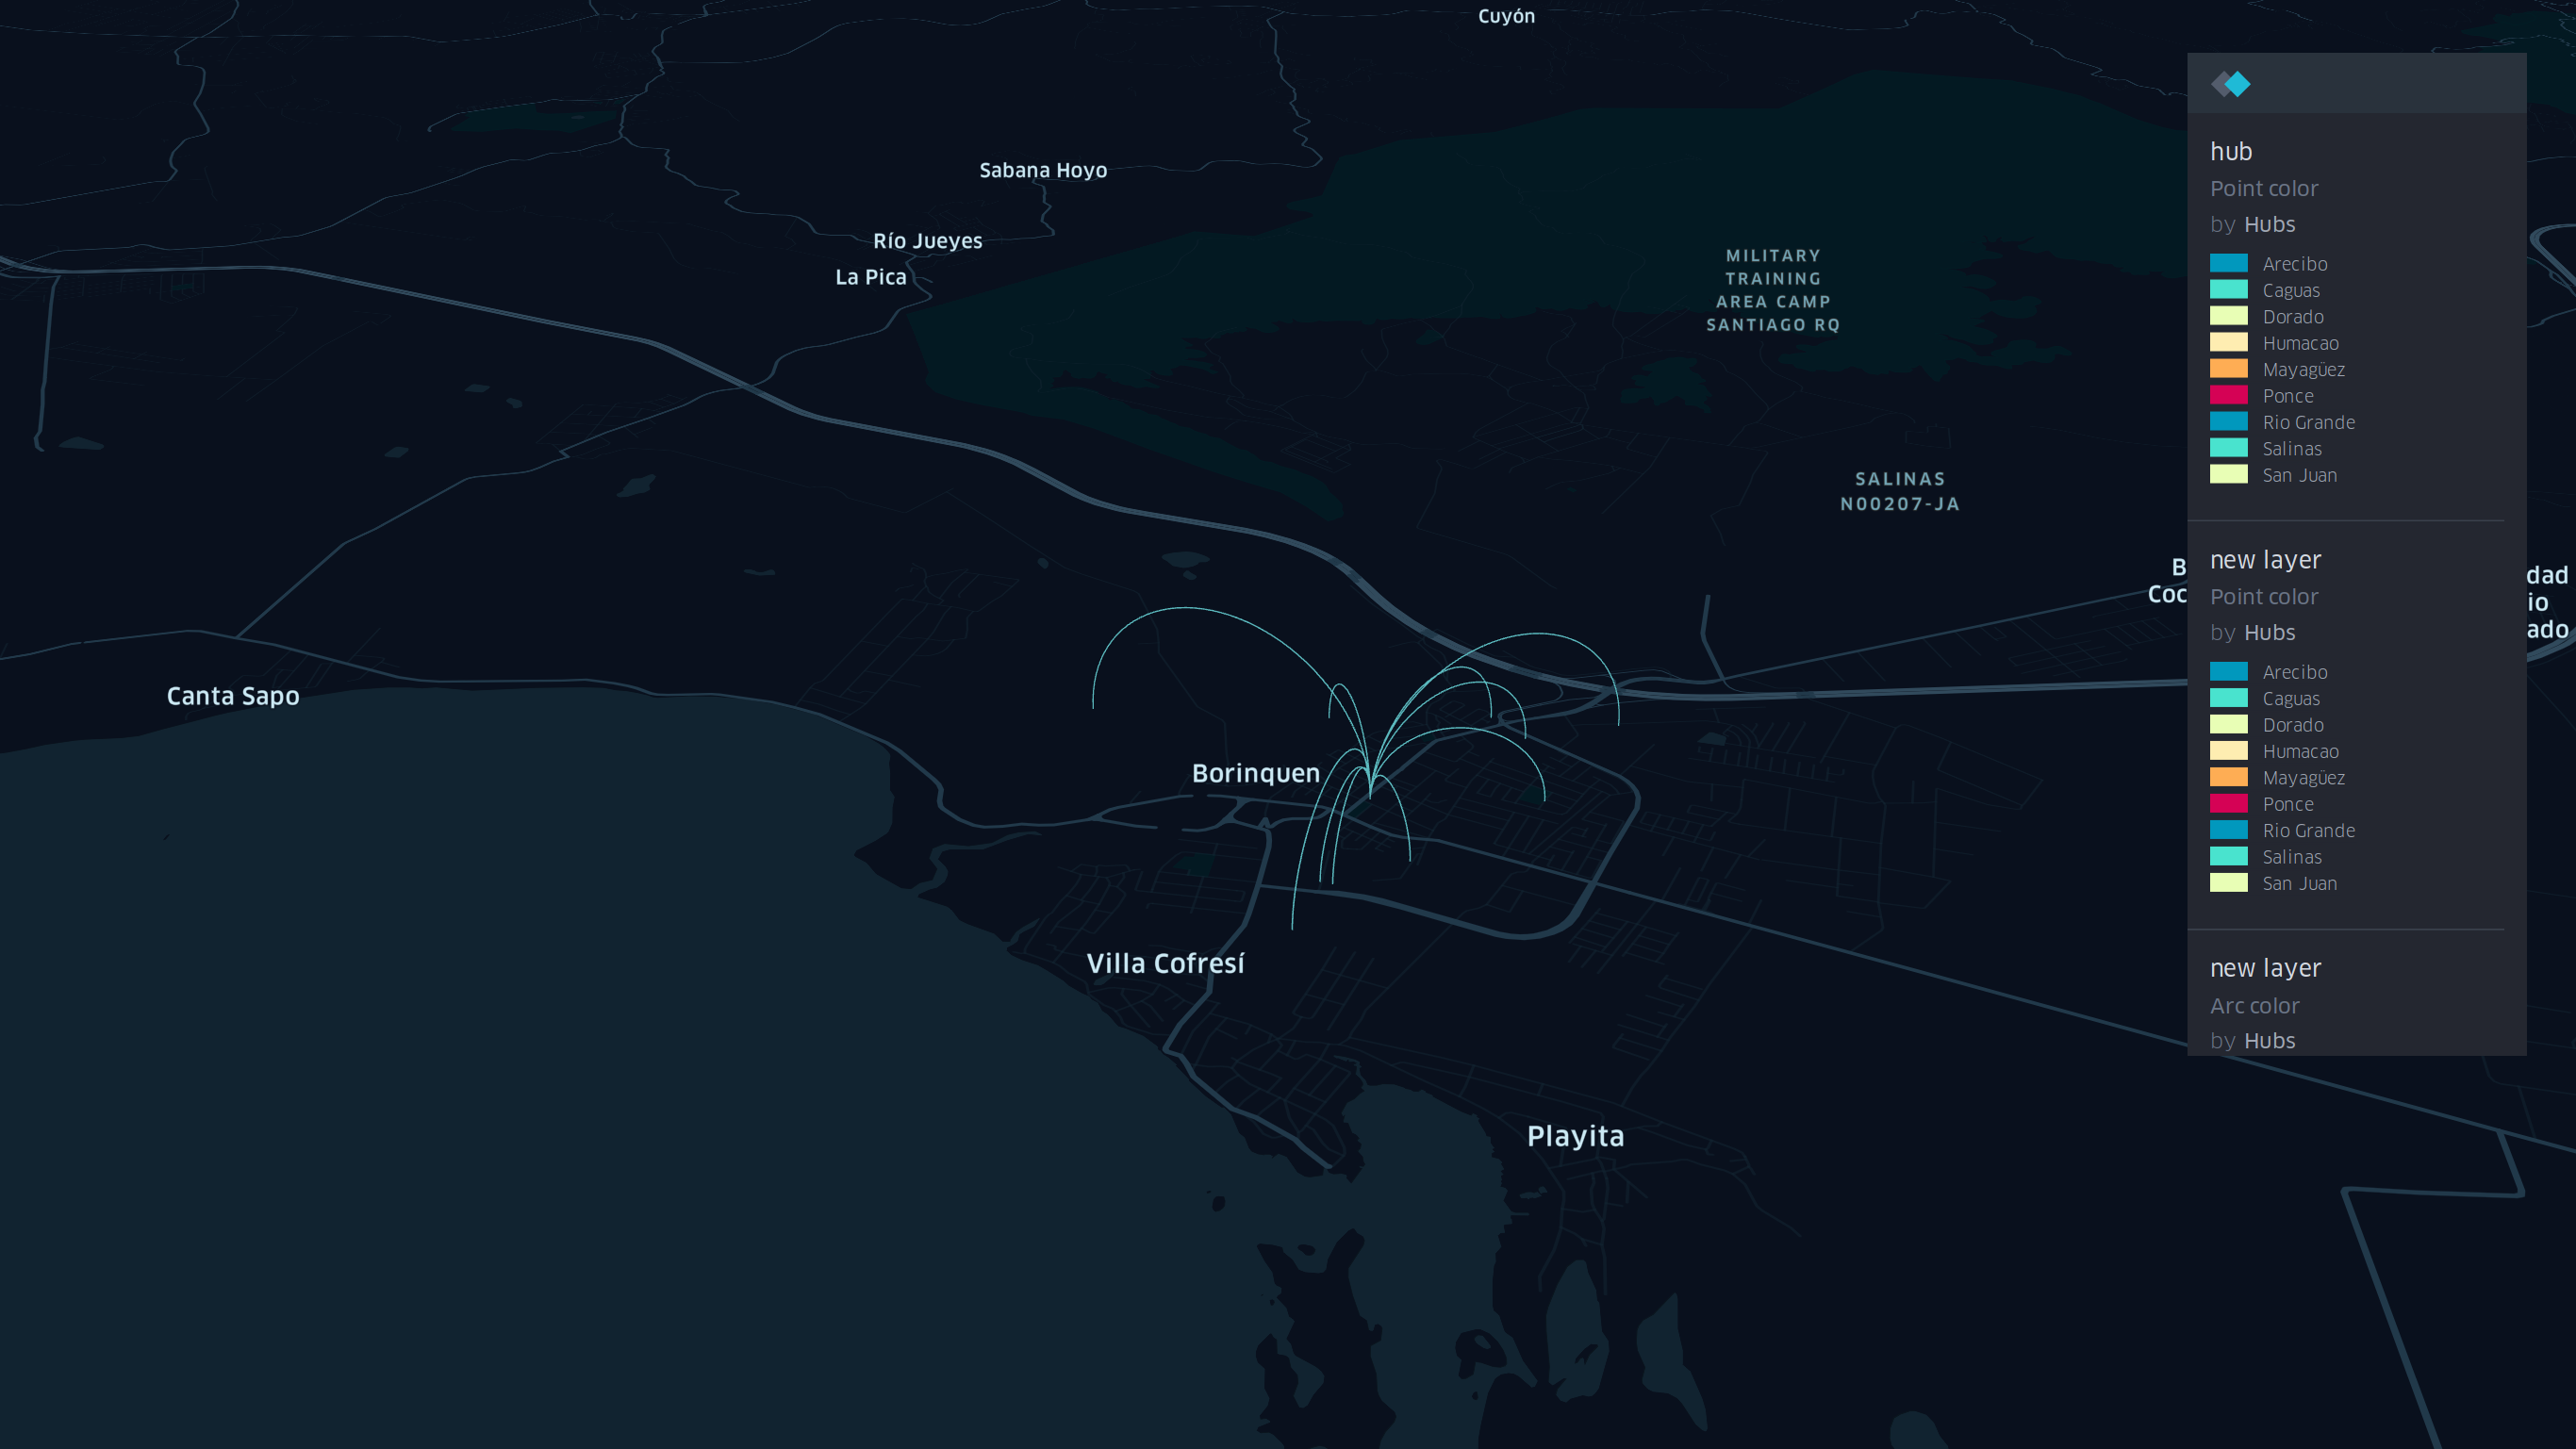 Cuyón
Sabana Hoyo
Río Jueyes
La Pica
MILITARY
TRAINING
AREA CAMP
SANTIAGO RQ
SALINAS
N00207-JA
Canta Sapo
Borinquen
Villa Cofresí
Playita
B
Coc
dad
io
ado
hub
Point color
by Hubs
Arecibo
Caguas
Dorado
Humacao
Mayagüez
Ponce
Rio Grande
Salinas
San Juan
new layer
Point color
by Hubs
Arecibo
Caguas
Dorado
Humacao
Mayagüez
Ponce
Rio Grande
Salinas
San Juan
new layer
Arc color
by Hubs